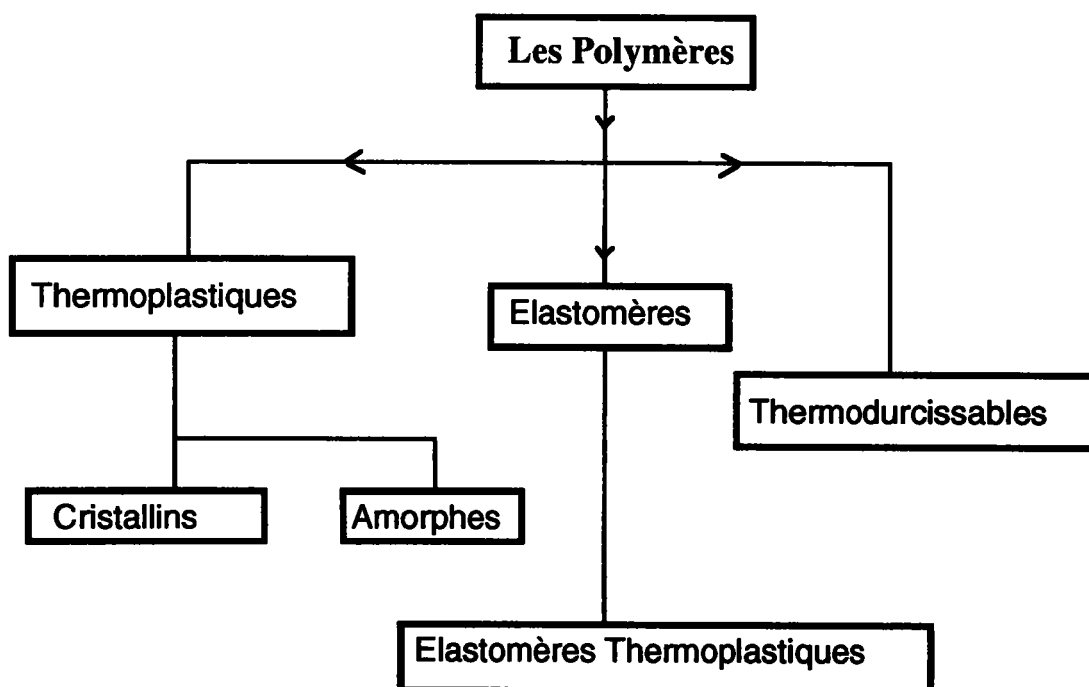 Les Polymères
Thermoplastiques
Elastomères
Thermodurcissables
Cristallins
Amorphes
Elastomères Thermoplastiques